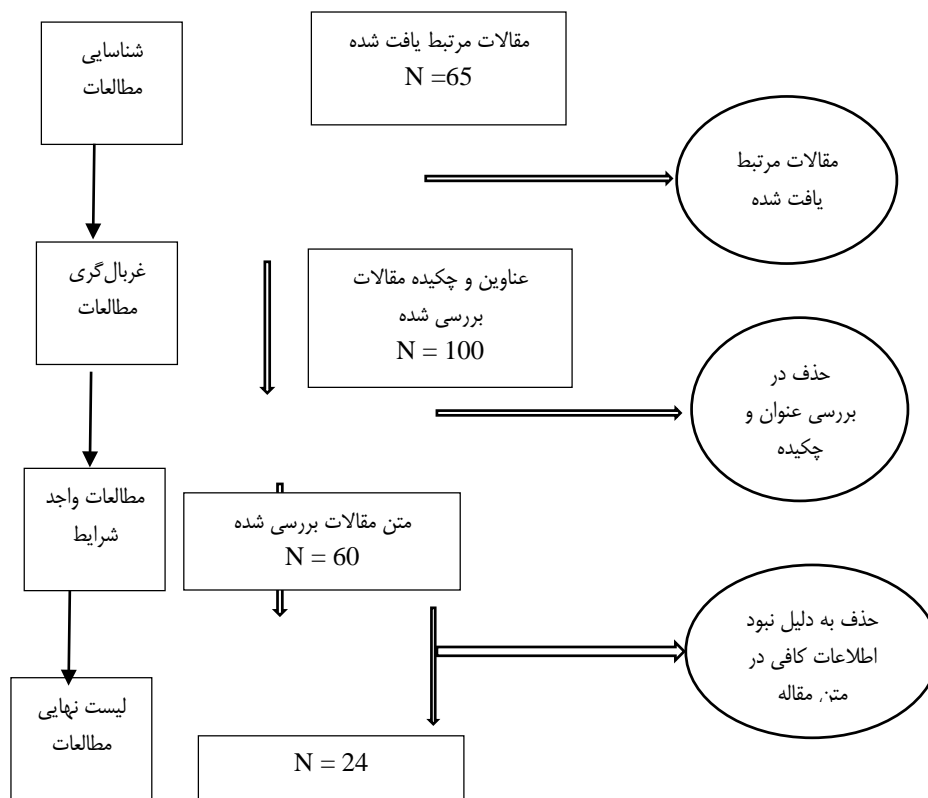 شناسایی
مطالعات
مقالات مرتبط یافت شده
N =65
مقالات مرتبط
یافت شده
غربال‌گری
مطالعات
عناوین و چکیده مقالات
بررسی شده
N = 100
حذف در
بررسی عنوان و
چکیده
مطالعات واجد
شرایط
متن مقالات بررسی شده
N = 60
حذف به دلیل نبود
اطلاعات کافی در
متن مقاله
لیست نهایی
مطالعات
N = 24